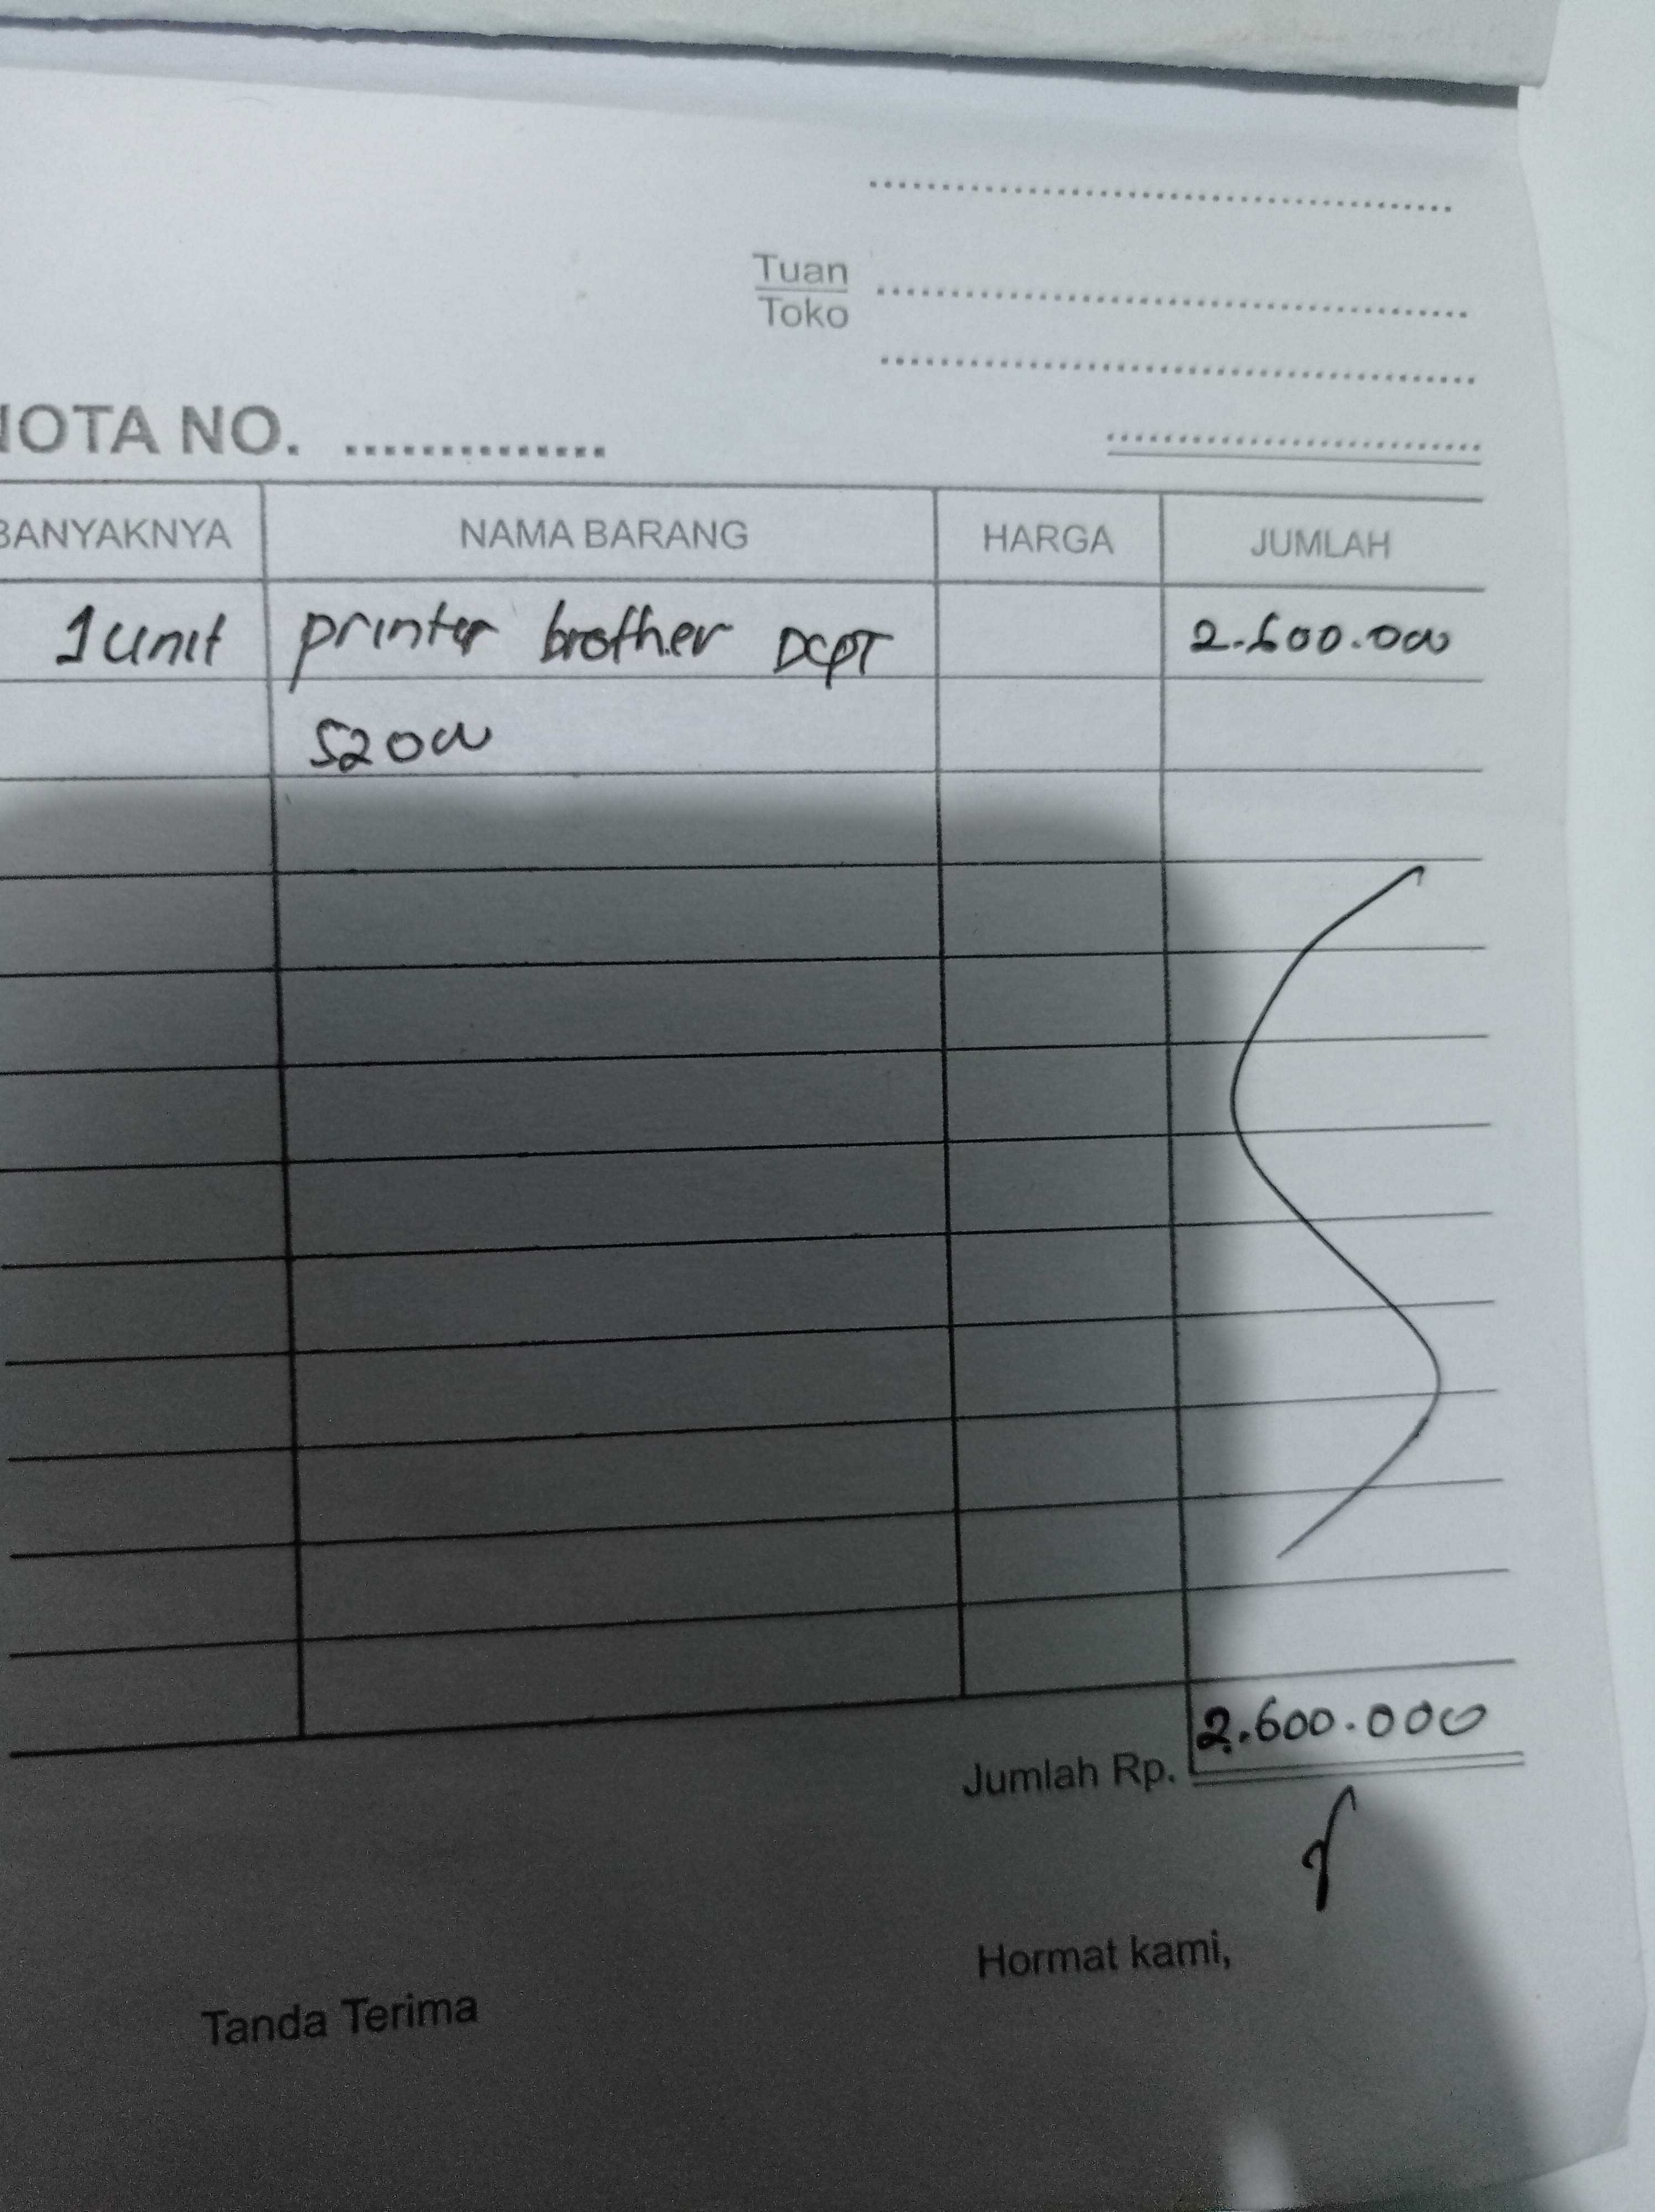 Tuan
Toko
NOTA NO. ..............
BANYAKNYA NAMA BARANG HARGA JUMLAH
1 unit printer brother DCPT 2.600.000
520W
Jumlah Rp. 2.600.000
Hormat kami,
Tanda Terima